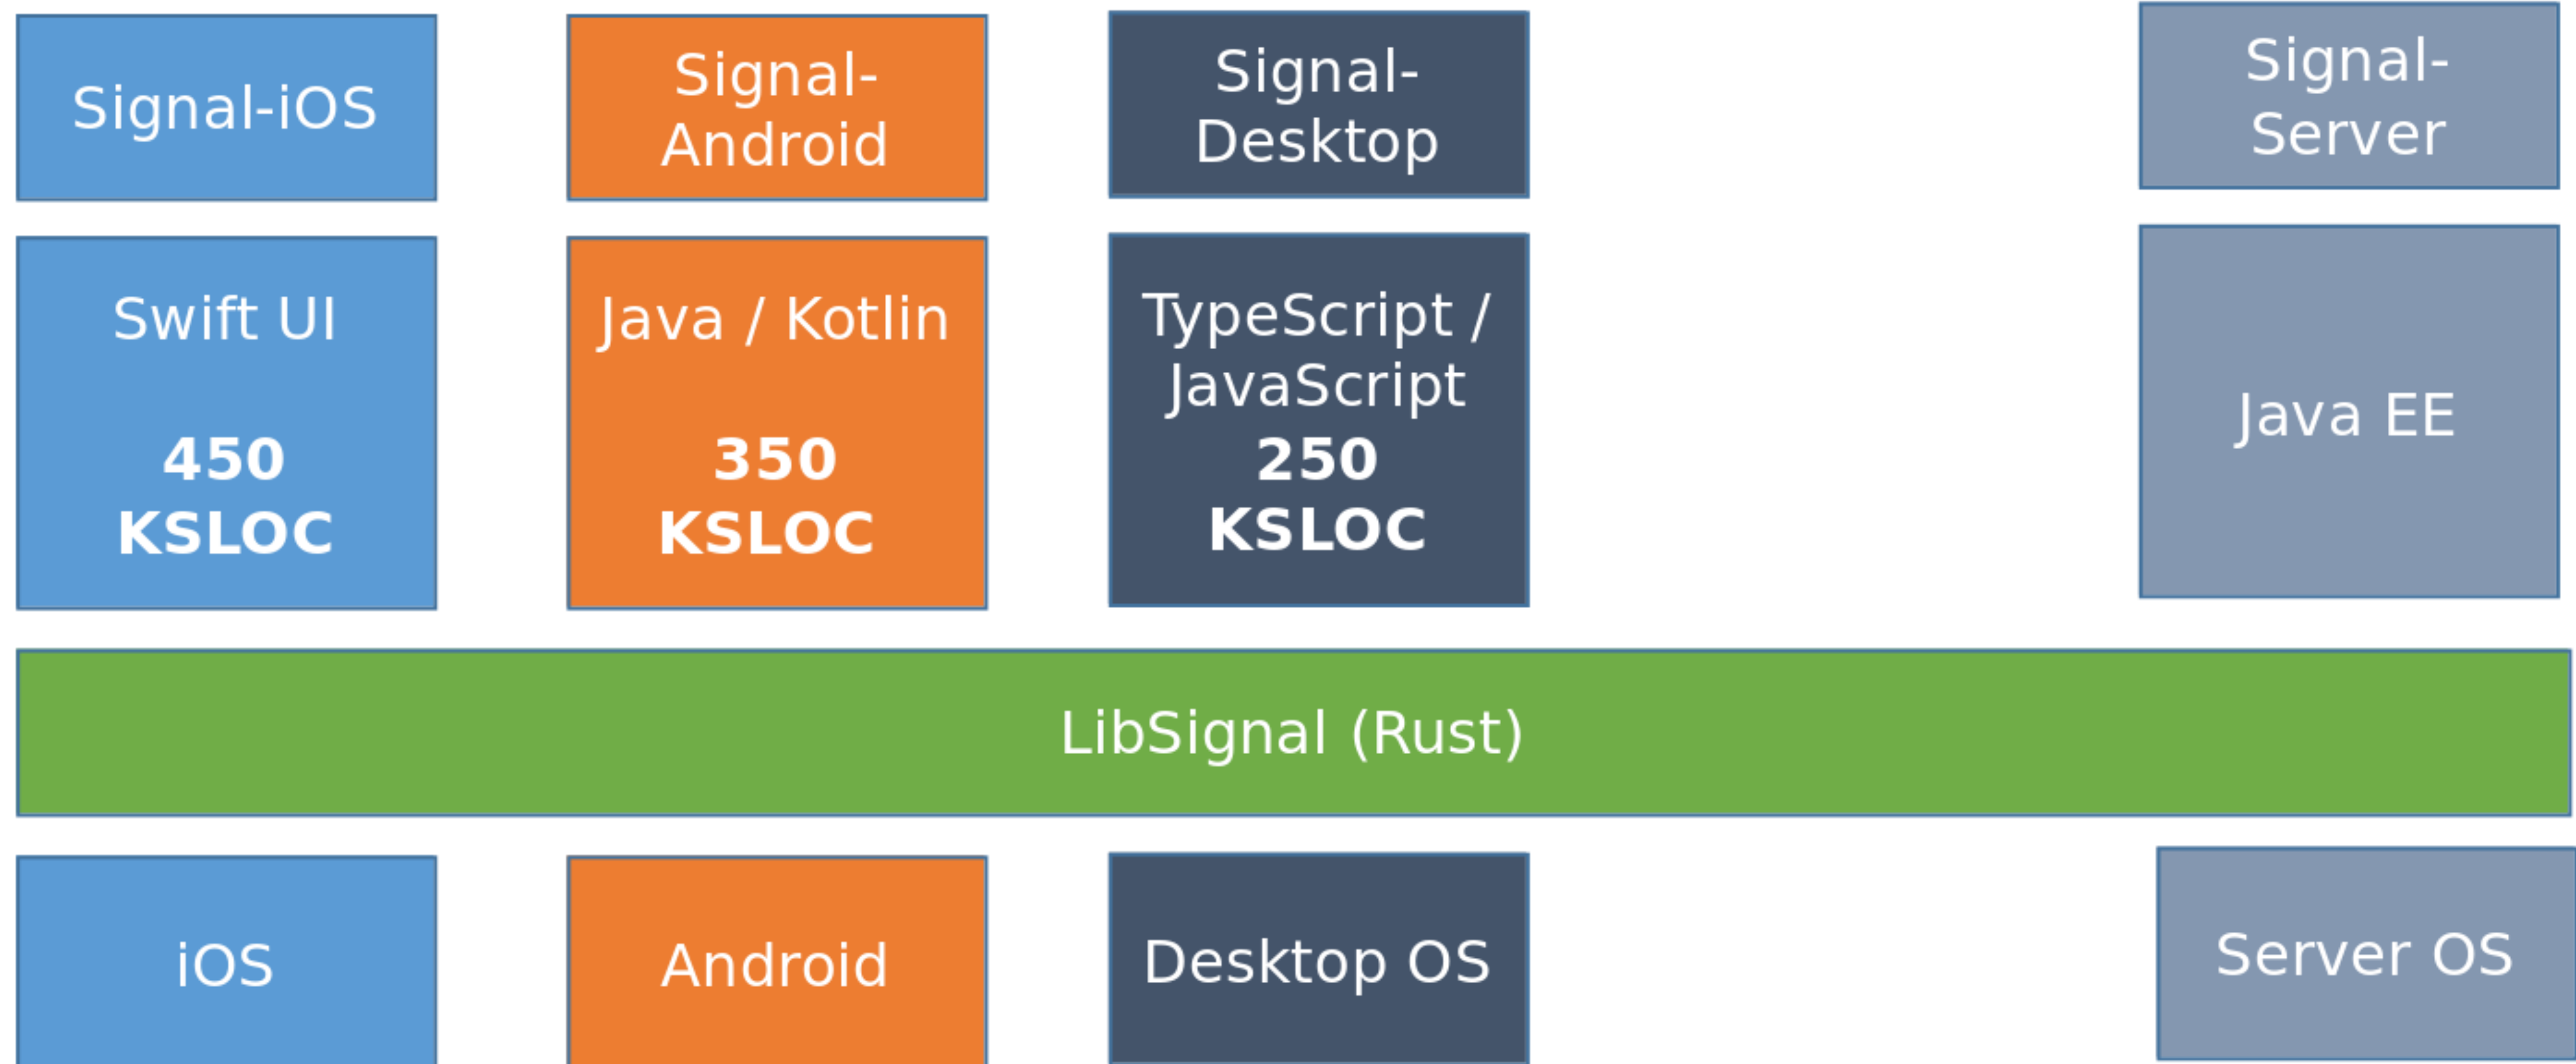 Signal-iOS
Signal-
Android
Signal-
Desktop
Signal-
Server
Swift UI
450
KSLOC
Java / Kotlin
350
KSLOC
TypeScript /
JavaScript
250
KSLOC
Java EE
LibSignal (Rust)
iOS
Android
Desktop OS
Server OS